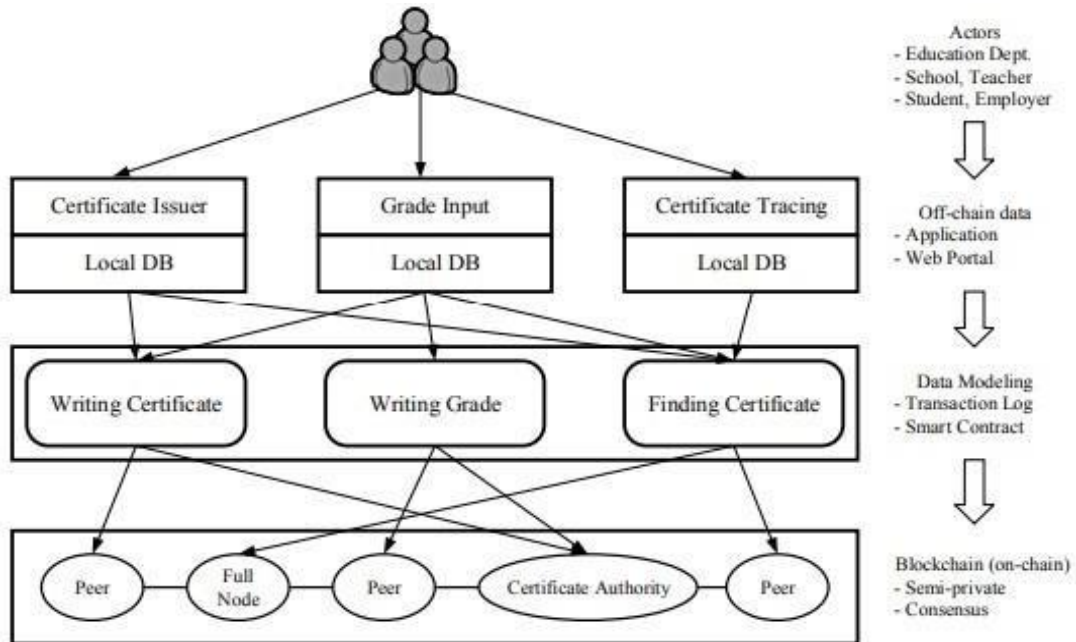 Actors
- Education Dept.
- School, Teacher
- Student, Employer
Certificate Issuer
Local DB
Grade Input
Local DB
Certificate Tracing
Local DB
Off-chain data
- Application
- Web Portal
Writing Certificate
Writing Grade
Finding Certificate
Data Modeling
- Transaction Log
- Smart Contract
Peer
Full
Node
Peer
Certificate Authority
Peer
Blockchain (on-chain)
- Semi-private
- Consensus